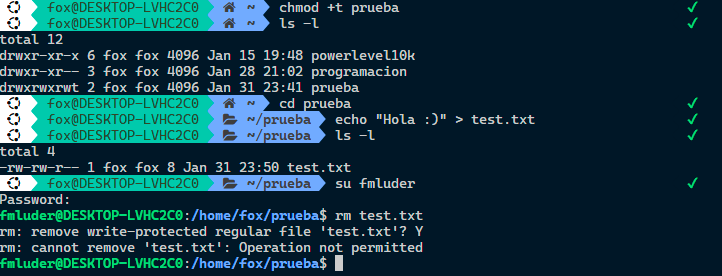 fox@DESKTOP-LVHC2C0 ~ chmod +t prueba ✓
fox@DESKTOP-LVHC2C0 ~ ls -l ✓
total 12
drwxr-xr-x 6 fox fox 4096 Jan 15 19:48 powerlevel10k
drwxr-xr-- 3 fox fox 4096 Jan 28 21:02 programacion
drwxrwxrwt 2 fox fox 4096 Jan 31 23:41 prueba
fox@DESKTOP-LVHC2C0 ~ cd prueba ✓
fox@DESKTOP-LVHC2C0 ~/prueba echo "Hola :)" > test.txt ✓
fox@DESKTOP-LVHC2C0 ~/prueba ls -l ✓
total 4
-rw-rw-r-- 1 fox fox 8 Jan 31 23:50 test.txt
fox@DESKTOP-LVHC2C0 ~/prueba su fmluder ✓
Password:
fmluder@DESKTOP-LVHC2C0:/home/fox/prueba$ rm test.txt
rm: remove write-protected regular file 'test.txt'? Y
rm: cannot remove 'test.txt': Operation not permitted
fmluder@DESKTOP-LVHC2C0:/home/fox/prueba$